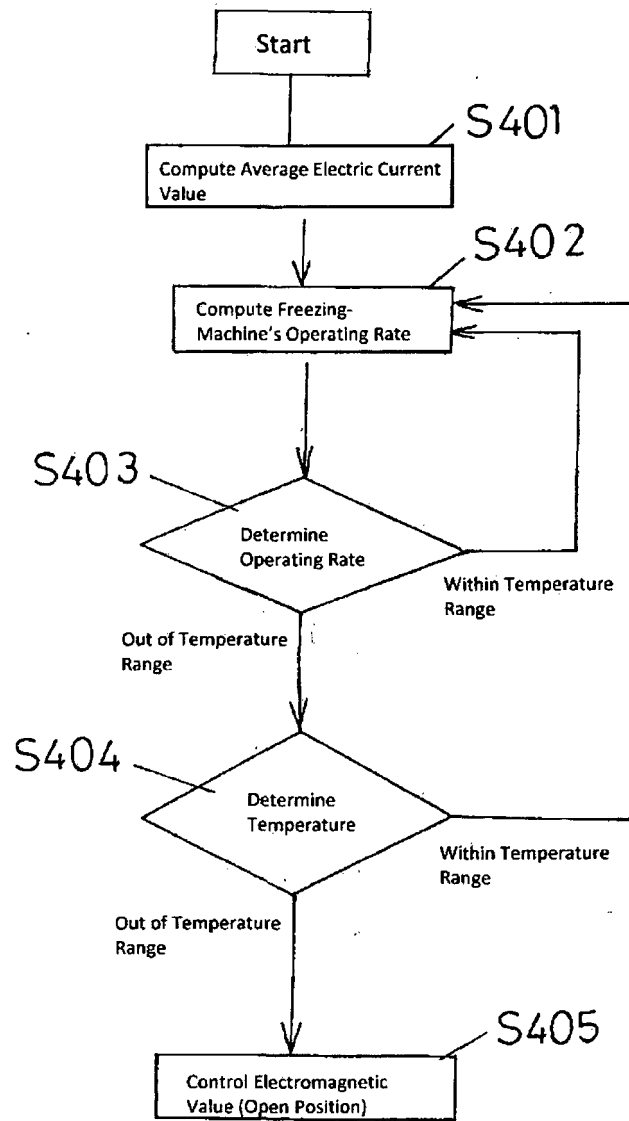 Start
S401
Compute Average Electric Current
Value
S402
Compute Freezing-
Machine's Operating Rate
S403
Determine
Operating Rate
Within Temperature
Range
Out of Temperature
Range
S404
Determine
Temperature
Within Temperature
Range
Out of Temperature
Range
S405
Control Electromagnetic
Value (Open Position)